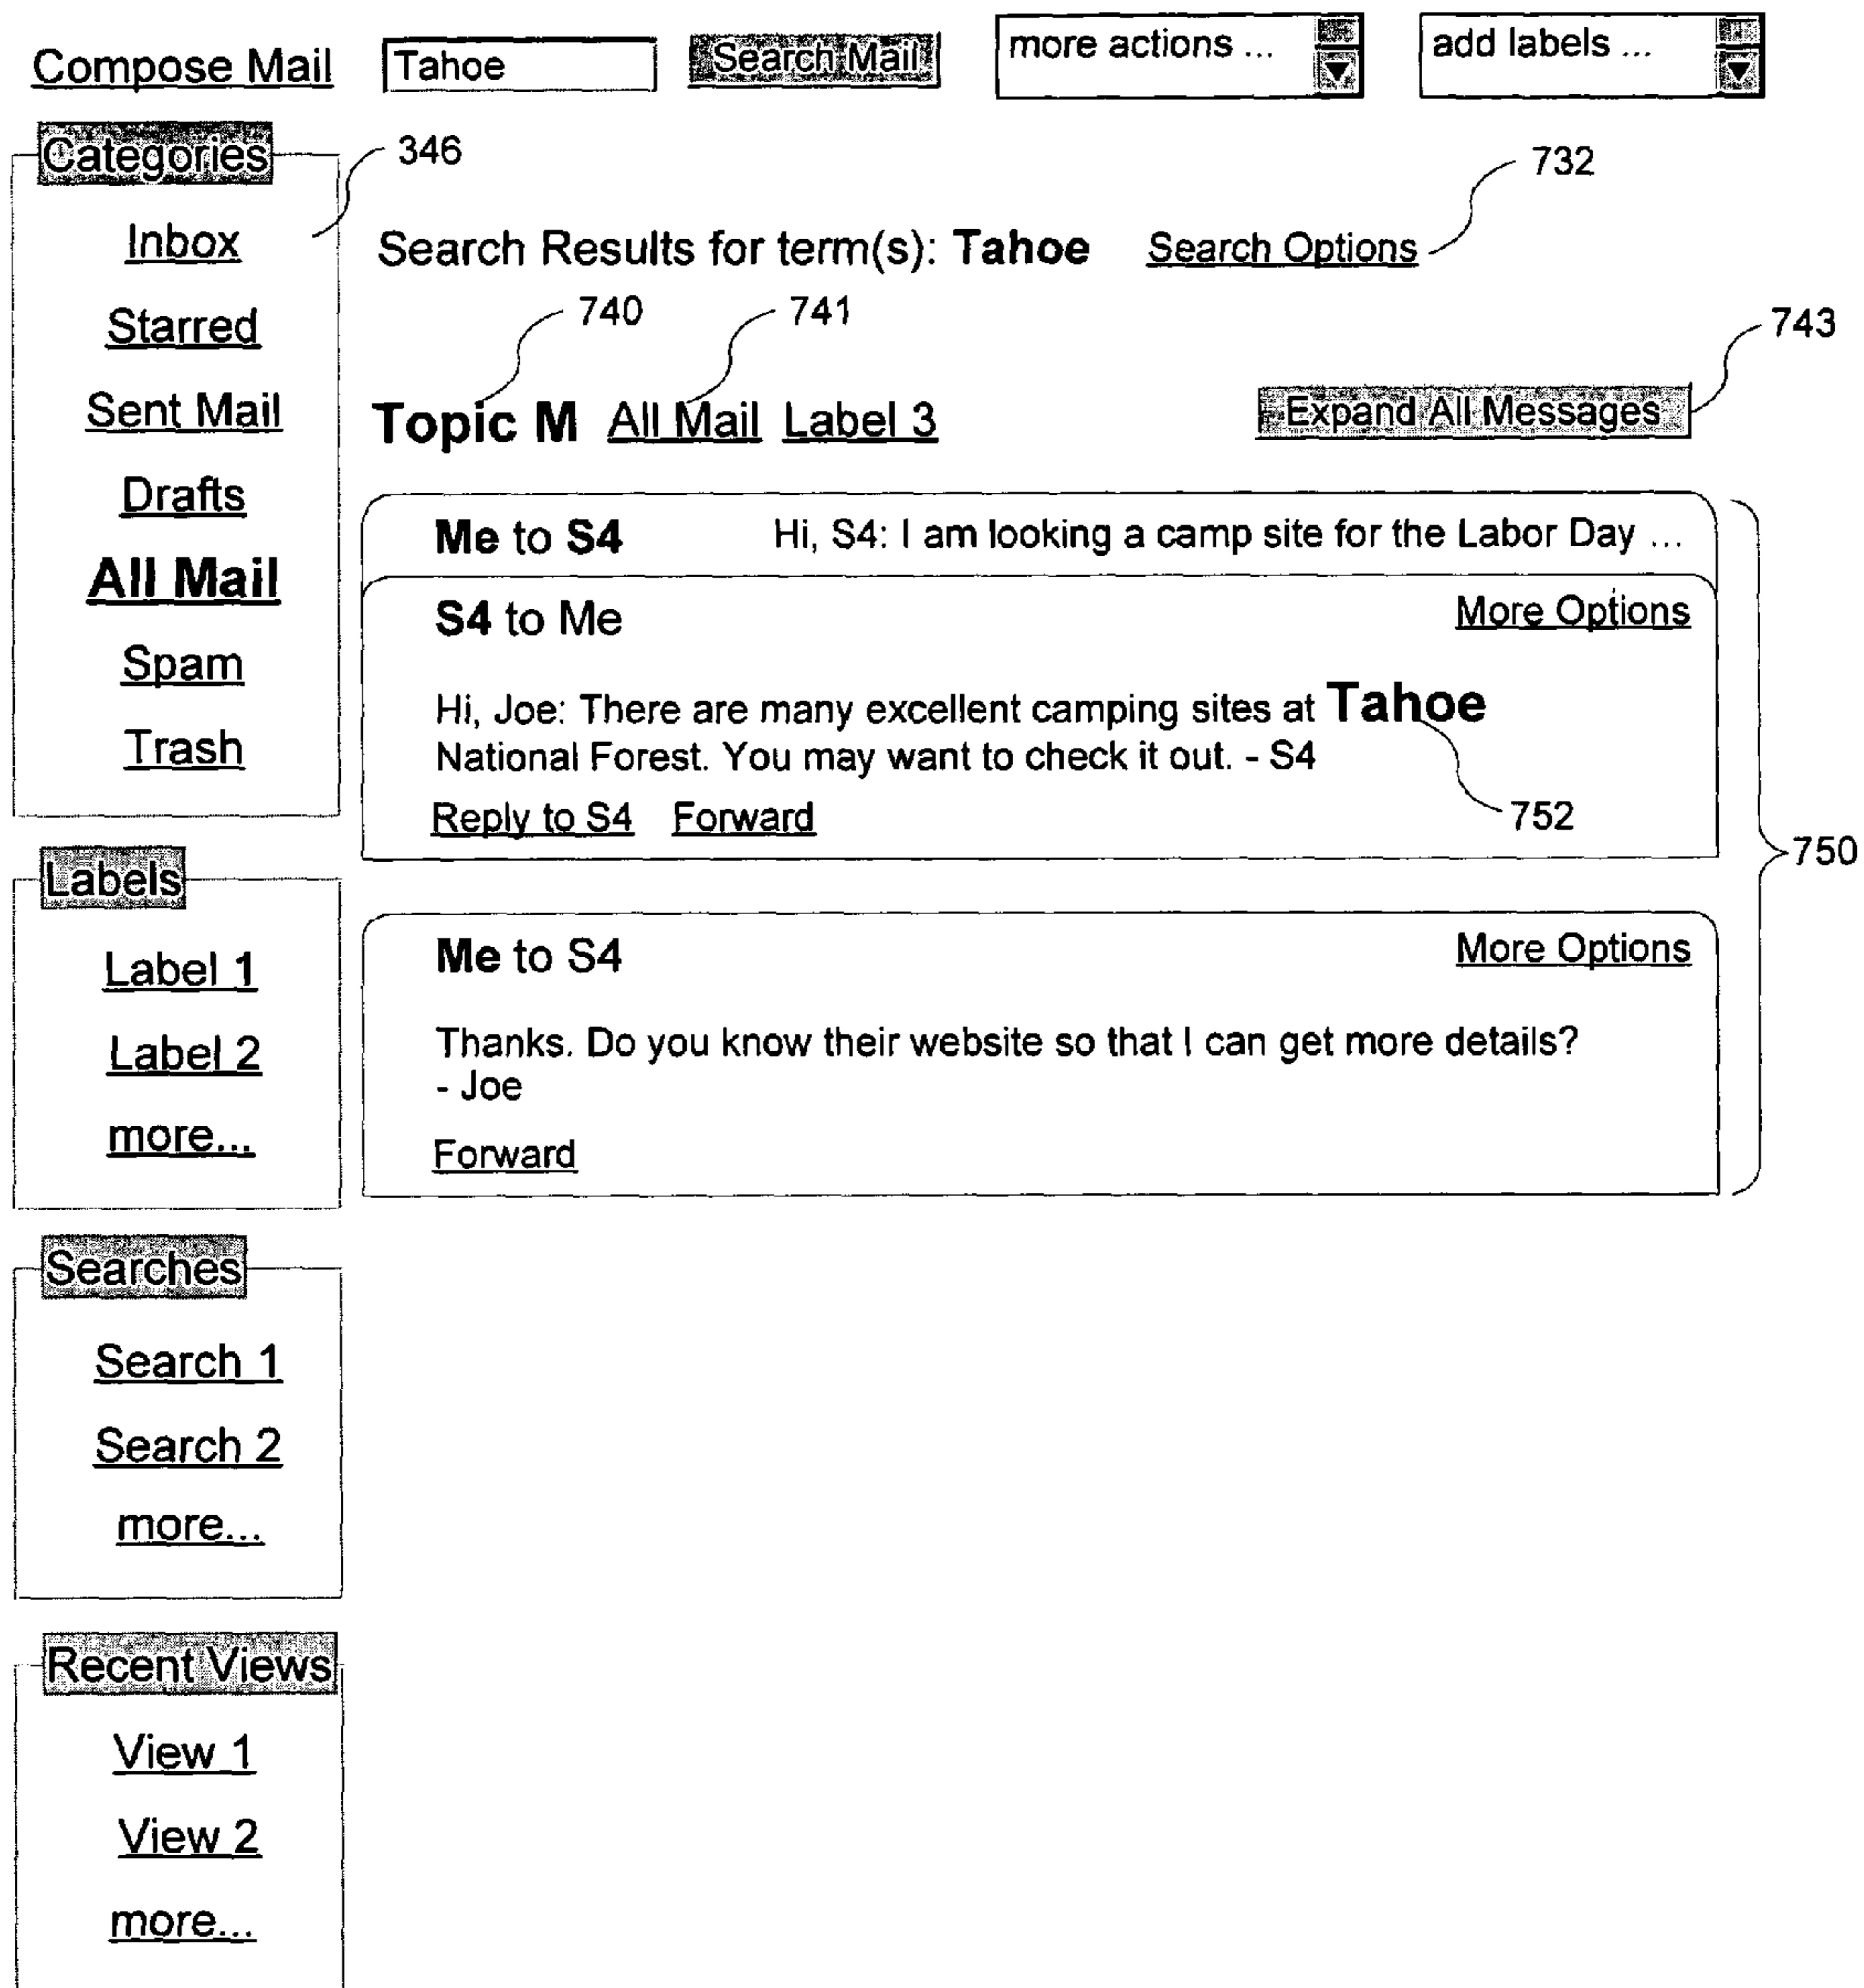 Compose Mail Tahoe Search Mail more actions ... add labels ...
Categories
346
Inbox
Starred
Sent Mail
Drafts
All Mail
Spam
Trash
732
Search Results for term(s): Tahoe Search Options
740 741
743
Topic M All Mail Label 3 Expand All Messages
Me to S4 Hi, S4: I am looking a camp site for the Labor Day ...
S4 to Me More Options
Hi, Joe: There are many excellent camping sites at Tahoe
National Forest. You may want to check it out. - S4
Reply to S4 Forward
752
750
Me to S4 More Options
Thanks. Do you know their website so that I can get more details?
- Joe
Forward
Labels
Label 1
Label 2
more...
Searches
Search 1
Search 2
more...
Recent Views
View 1
View 2
more...